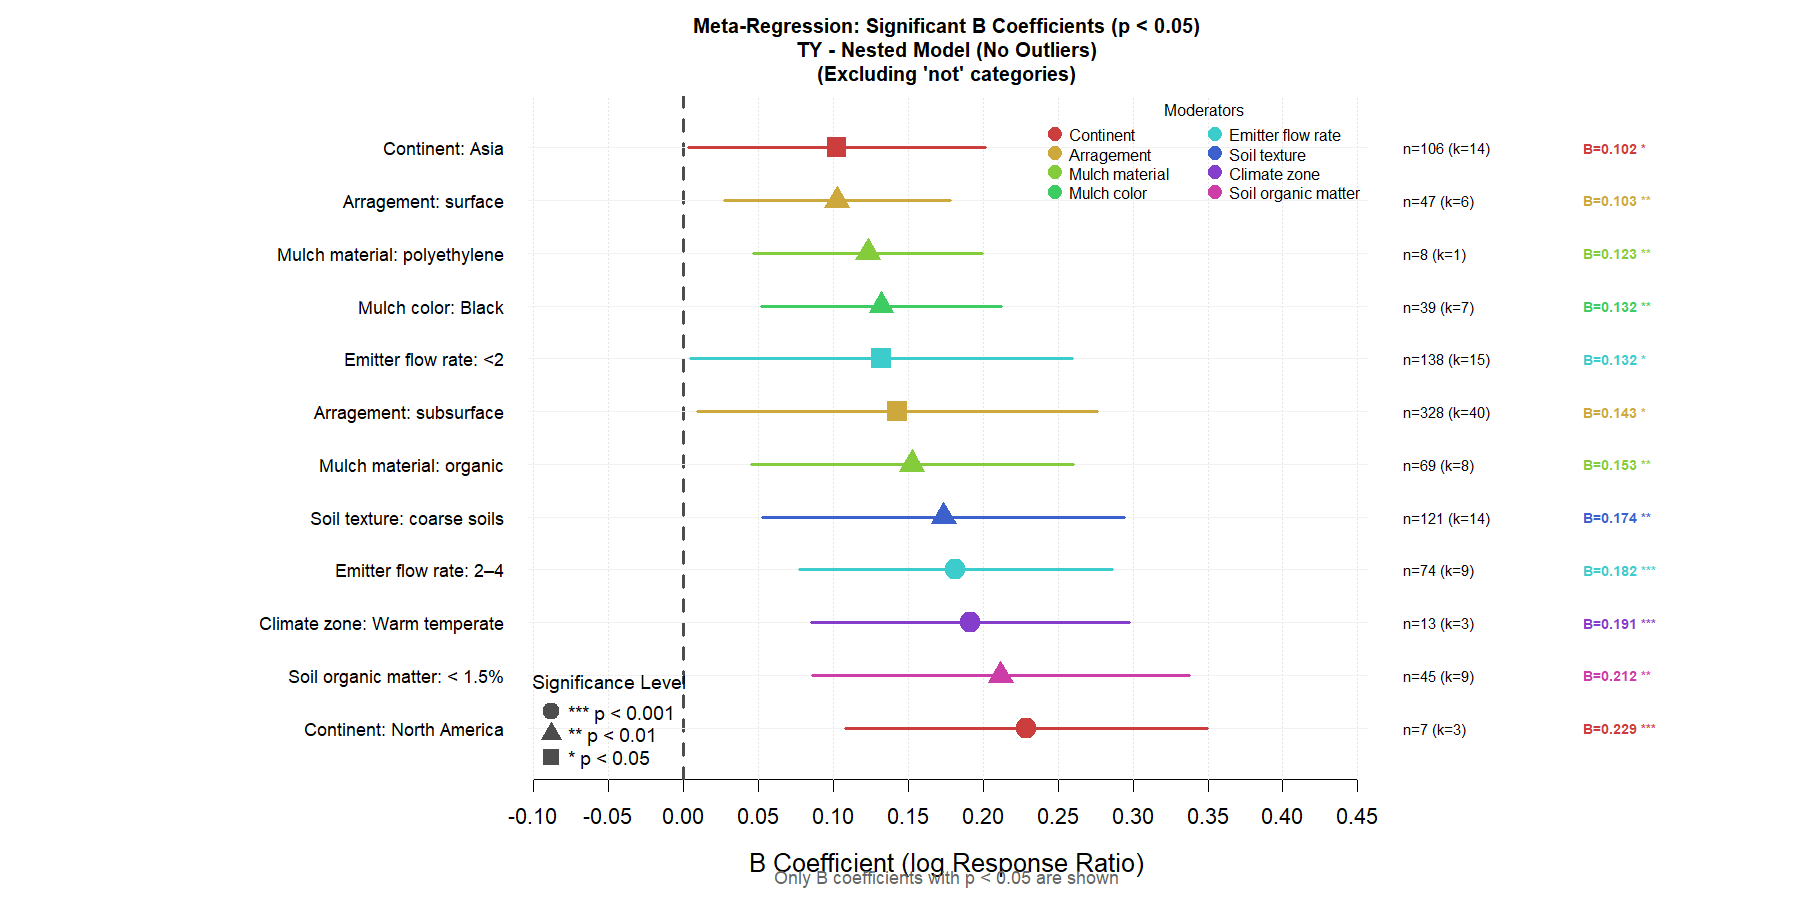 Meta-Regression: Significant B Coefficients (p < 0.05)
TY - Nested Model (No Outliers)
(Excluding 'not' categories)
Moderators
Continent
Arragement
Mulch material
Mulch color
Emitter flow rate
Soil texture
Climate zone
Soil organic matter
Continent: Asia n=106 (k=14) B=0.102 *
Arragement: surface n=47 (k=6) B=0.103 **
Mulch material: polyethylene n=8 (k=1) B=0.123 **
Mulch color: Black n=39 (k=7) B=0.132 **
Emitter flow rate: <2 n=138 (k=15) B=0.132 *
Arragement: subsurface n=328 (k=40) B=0.143 *
Mulch material: organic n=69 (k=8) B=0.153 **
Soil texture: coarse soils n=121 (k=14) B=0.174 **
Emitter flow rate: 2–4 n=74 (k=9) B=0.182 ***
Climate zone: Warm temperate n=13 (k=3) B=0.191 ***
Soil organic matter: < 1.5% n=45 (k=9) B=0.212 **
Continent: North America n=7 (k=3) B=0.229 ***
Significance Level
*** p < 0.001
** p < 0.01
* p < 0.05
-0.10 -0.05 0.00 0.05 0.10 0.15 0.20 0.25 0.30 0.35 0.40 0.45
B Coefficient (log Response Ratio)
Only B coefficients with p < 0.05 are shown